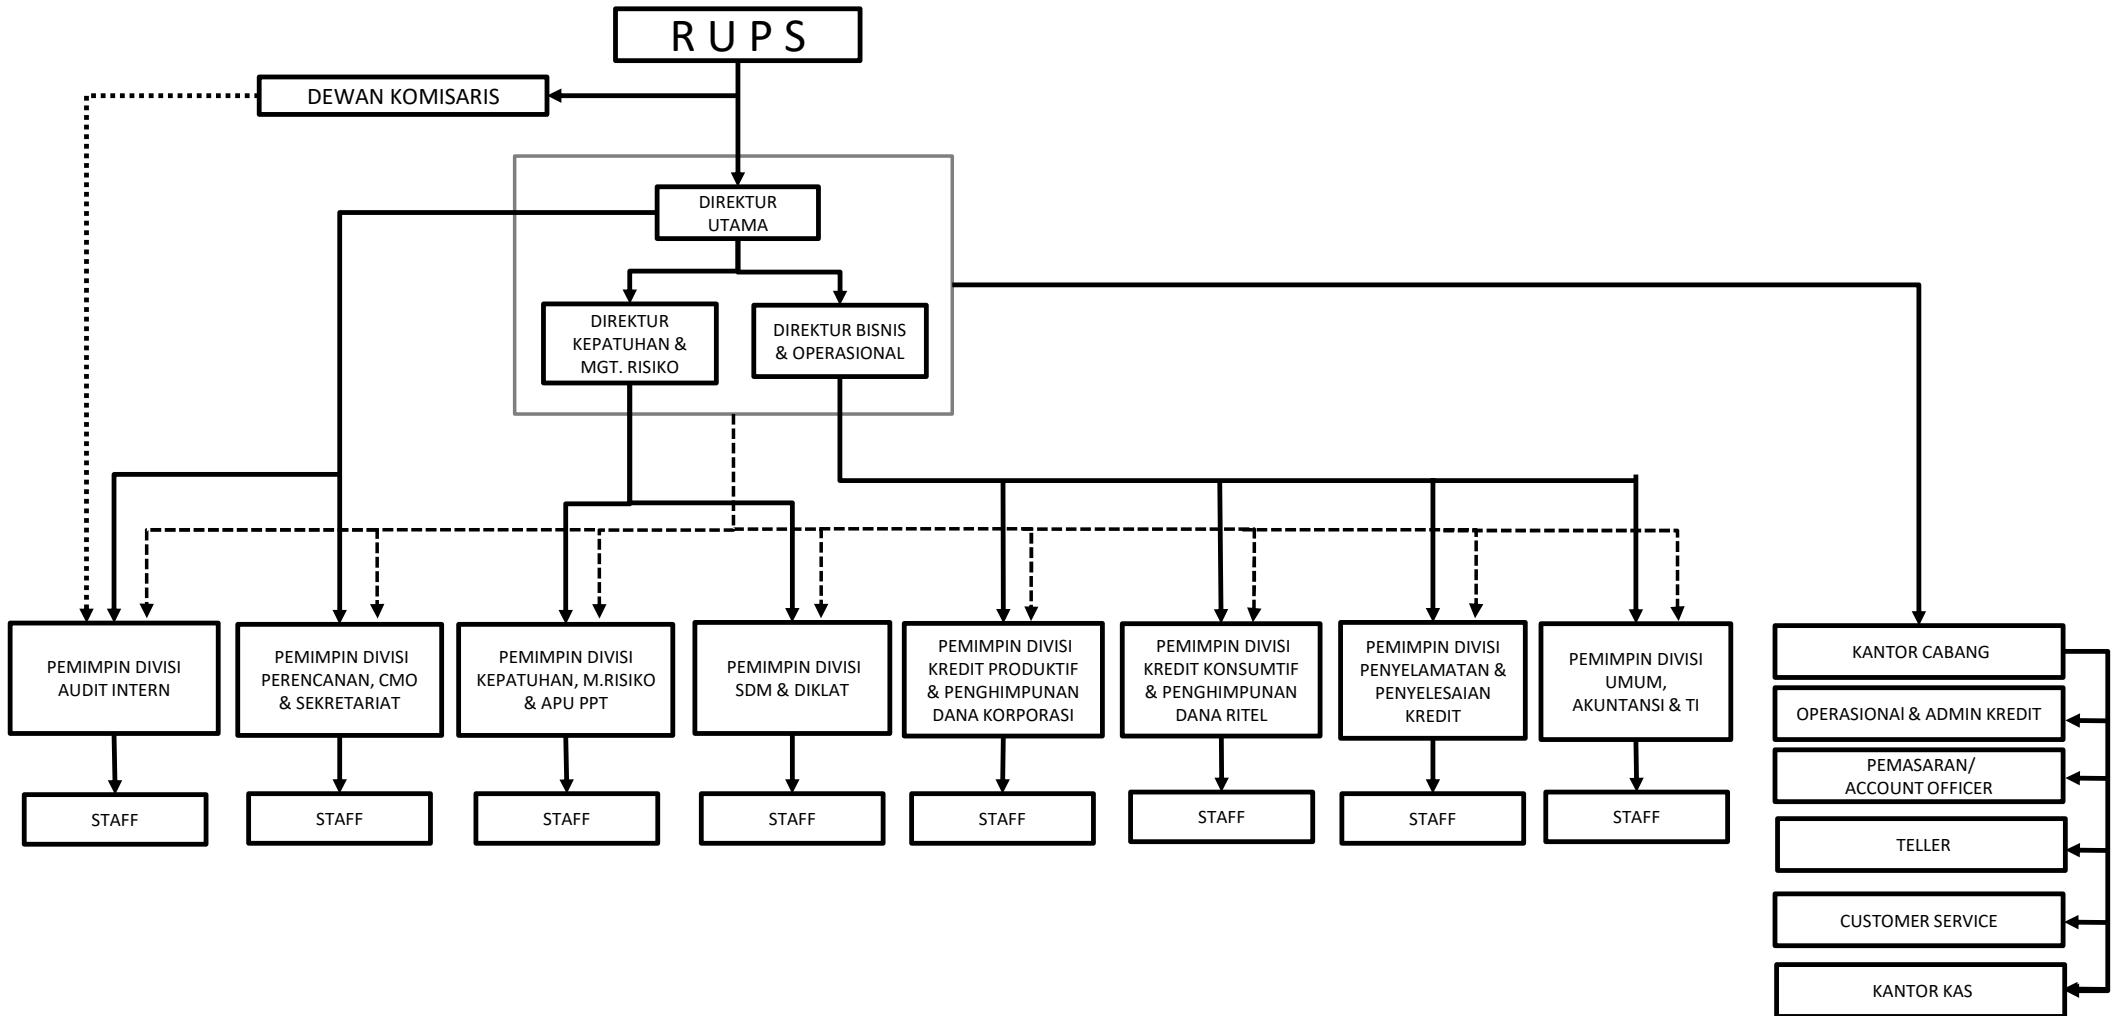 R U P S
DEWAN KOMISARIS
DIREKTUR
UTAMA
DIREKTUR
KEPATUHAN &
MGT. RISIKO
DIREKTUR BISNIS
& OPERASIONAL
PEMIMPIN DIVISI
AUDIT INTERN
PEMIMPIN DIVISI
PERENCANAN, CMO
& SEKRETARIAT
PEMIMPIN DIVISI
KEPATUHAN, M.RISIKO
& APU PPT
PEMIMPIN DIVISI
SDM & DIKLAT
PEMIMPIN DIVISI
KREDIT PRODUKTIF
& PENGHIMPUNAN
DANA KORPORASI
PEMIMPIN DIVISI
KREDIT KONSUMTIF
& PENGHIMPUNAN
DANA RITEL
PEMIMPIN DIVISI
PENYELAMATAN &
PENYELESAIAN
KREDIT
PEMIMPIN DIVISI
UMUM,
AKUNTANSI & TI
STAFF
STAFF
STAFF
STAFF
STAFF
STAFF
STAFF
STAFF
KANTOR CABANG
OPERASIONAl & ADMIN KREDIT
PEMASARAN/
ACCOUNT OFFICER
TELLER
CUSTOMER SERVICE
KANTOR KAS